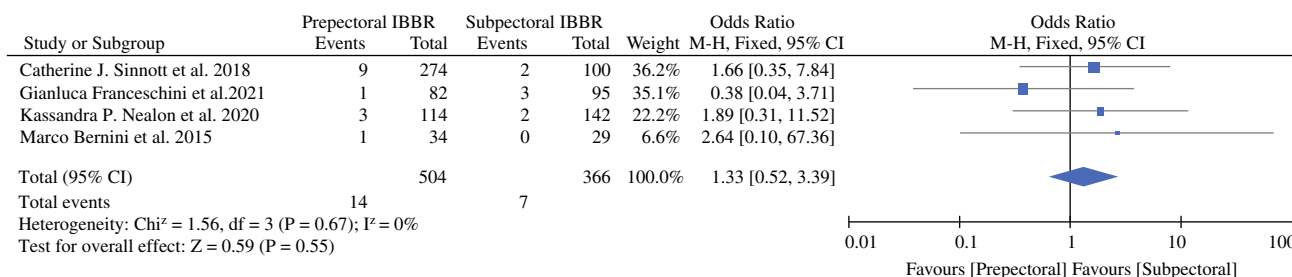 Prepectoral IBBR Subpectoral IBBR Odds Ratio Odds Ratio
Study or Subgroup Events Total Events Total Weight M-H, Fixed, 95% CI M-H, Fixed, 95% CI
Catherine J. Sinnott et al. 2018 9 274 2 100 36.2% 1.66 [0.35, 7.84]
Gianluca Franceschini et al.2021 1 82 3 95 35.1% 0.38 [0.04, 3.71]
Kassandra P. Nealon et al. 2020 3 114 2 142 22.2% 1.89 [0.31, 11.52]
Marco Bernini et al. 2015 1 34 0 29 6.6% 2.64 [0.10, 67.36]
Total (95% CI) 504 366 100.0% 1.33 [0.52, 3.39]
Total events 14 7
Heterogeneity: Chiᶻ = 1.56, df = 3 (P = 0.67); Iᶻ = 0%
Test for overall effect: Z = 0.59 (P = 0.55)
0.01 0.1 1 10 100
Favours [Prepectoral] Favours [Subpectoral]